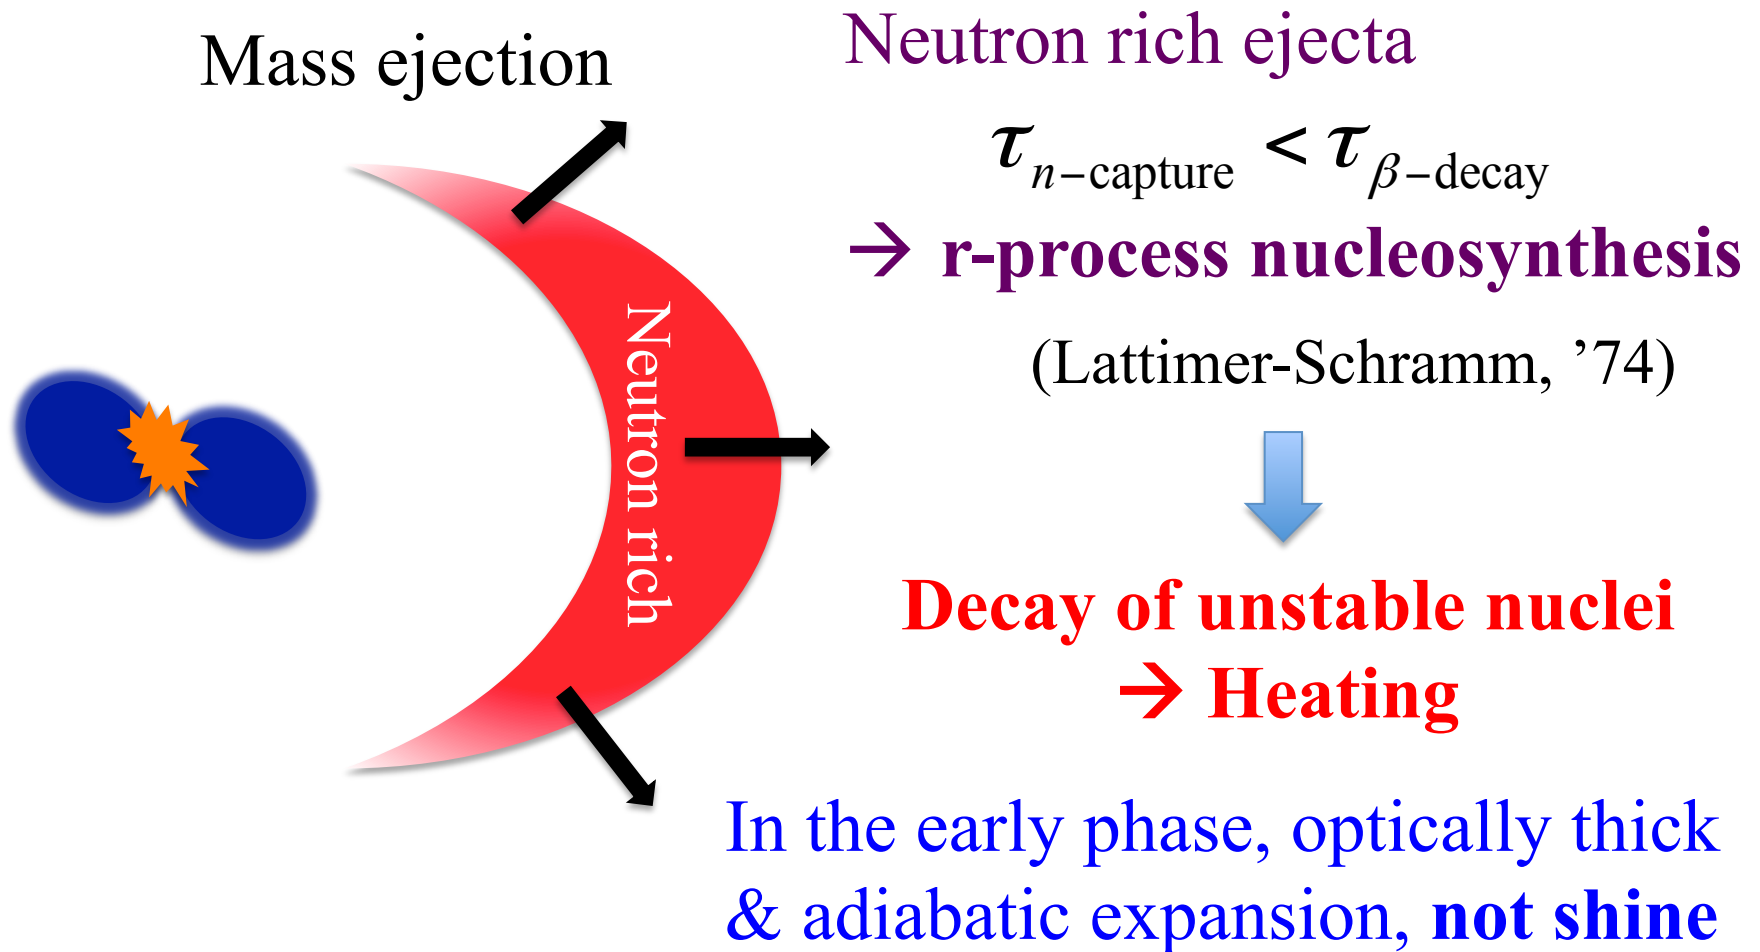 Mass ejection
Neutron rich ejecta
τn−capture < τβ−decay
→ r-process nucleosynthesis
(Lattimer-Schramm, ’74)
Neutron rich
Decay of unstable nuclei
→ Heating
In the early phase, optically thick
& adiabatic expansion, not shine